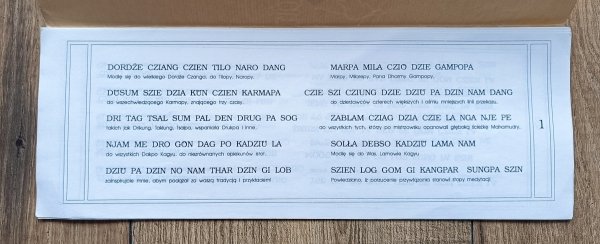 DORDŻE CZIANG CZIEN TILO NARO DANG
Modlę się do wielkiego Dordże Czanga, do Tilopy, Naropy,
MARPA MILA CZIÖ DZIE GAMPOPA
Marpy, Milarepy, Pana Dharmy Gampopy,
DUSUM SZIE DZIA KUN CZIEN KARMAPA
do wszechwiedzącego Karmapy, znającego trzy czasy,
CZIE SZI CZIUNG DZIE DZIU PA DZIN NAM DANG
do dzierżawców czterech większych i ośmiu mniejszych linii przekazu,
DRI TAG TSAL SUM PAL DEN DRUG PA SOG
takich jak Drikung, Taklung, Tsalpa, wspaniała Drukpa i inne,
ZABLAM CZIAG DZIA CZIE LA NGA NJE PE
do wszystkich tych, którzy po mistrzowsku opanowali głęboką ścieżkę Mahamudry,
NJAM ME DRO GÖN DAG PO KADZIU LA
do wszystkich Dakpo Kagyu, do niezrównanych opiekunów istot,
SOLLA DEBSO KADZIU LAMA NAM
Modlę się do Was, Lamowie Kagyu
DZIU PA DZIN NO NAM THAR DZIN GI LOB
zainspirujcie mnie, abym podążał za waszą tradycją i przykładem!
SZIEN LOG GOM GI KANGPAR SUNGPA SZIN
Powiedziano, iż porzucenie przywiązania stanowi stopy medytacji.
1